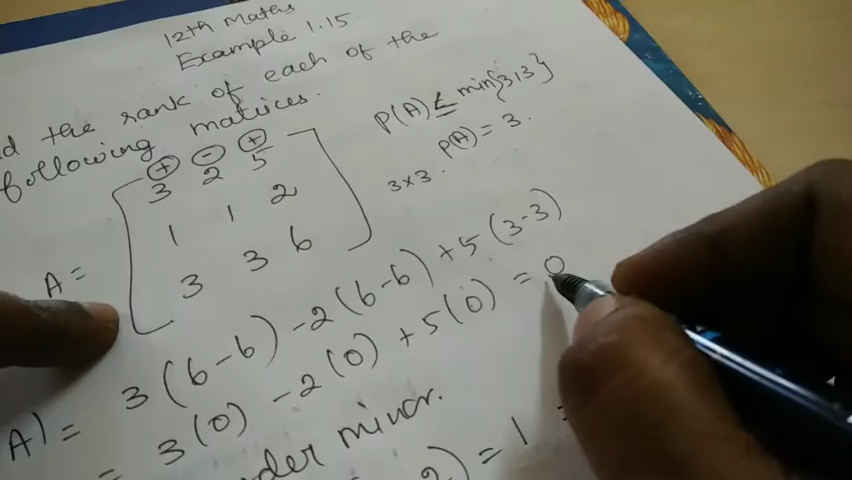 12th Maths
Example 1.15.
d the rank of each of the
following matrices.
P(A) ≤ min{3,3}
P(A) = 3.
3×3.
+ - +
3 2 5
A = 1 1 2
3 3 6
A| = 3(6-6) -2(6-6) +5(3-3)
= 3(0) -2(0) +5(0) = 0
der minor.
2) = 1